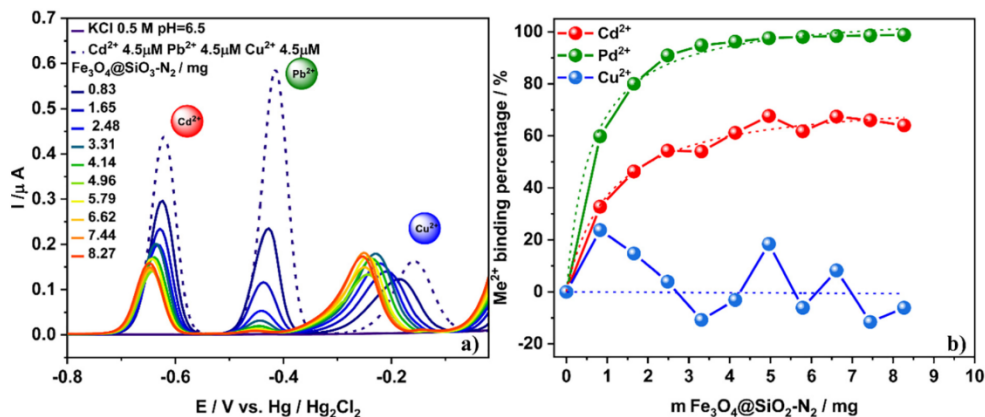 KCl 0.5 M pH=6.5
Cd²⁺ 4.5μM Pb²⁺ 4.5μM Cu²⁺ 4.5μM
Fe₃O₄@SiO₃-N₂ / mg
0.83
1.65
2.48
3.31
4.14
4.96
5.79
6.62
7.44
8.27
Cd²⁺
Pb²⁺
Cu²⁺
I /μ A
0.7
0.6
0.5
0.4
0.3
0.2
0.1
0.0
-0.8
-0.6
-0.4
-0.2
a)
E / V vs. Hg / Hg₂Cl₂
Cd²⁺
Pd²⁺
Cu²⁺
Me²⁺ binding percentage / %
100
80
60
40
20
0
-20
0
1
2
3
4
5
6
7
8
9
10
b)
m Fe₃O₄@SiO₂-N₂ / mg